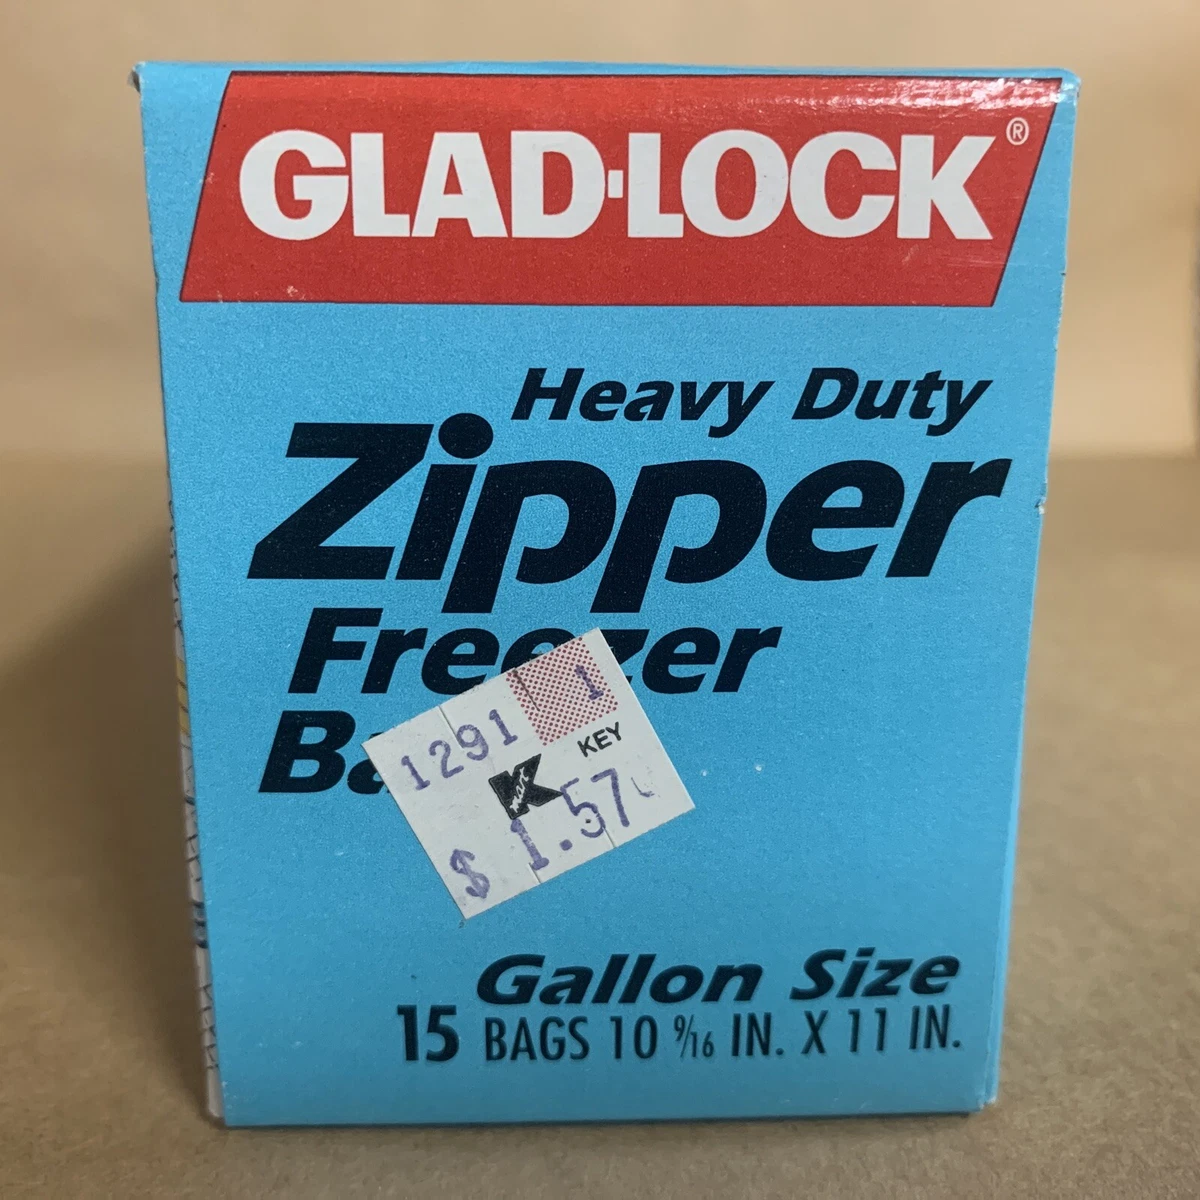 GLAD-LOCK®
Heavy Duty
Zipper
Freezer
Ba
1291 1
Kmart KEY
$ 1.57
Gallon Size
15 BAGS 10 9/16 IN. X 11 IN.